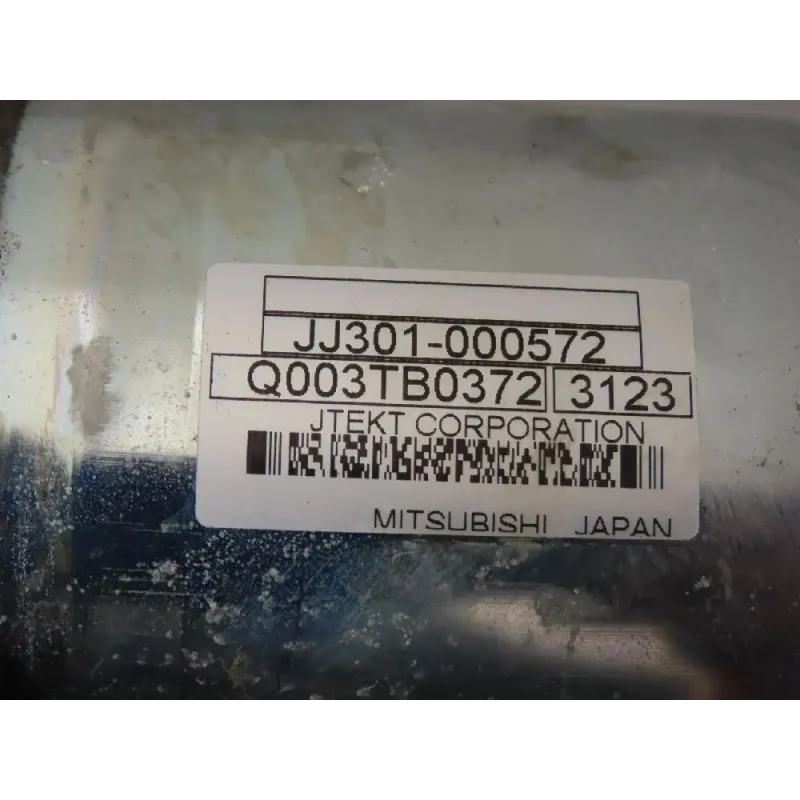 JJ301-000572
Q003TB0372 3123
JTEKT CORPORATION
MITSUBISHI JAPAN